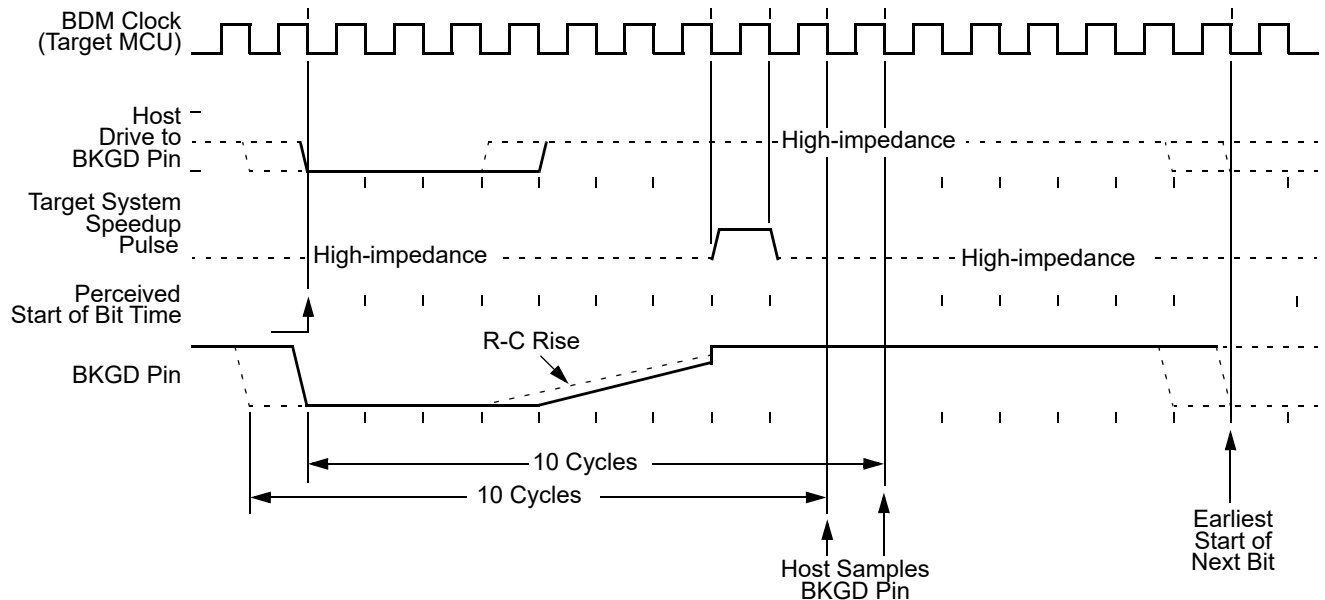 BDM Clock
(Target MCU)
Host
Drive to
BKGD Pin
High-impedance
Target System
Speedup
Pulse
High-impedance
High-impedance
Perceived
Start of Bit Time
R-C Rise
BKGD Pin
10 Cycles
10 Cycles
Host Samples
BKGD Pin
Earliest
Start of
Next Bit